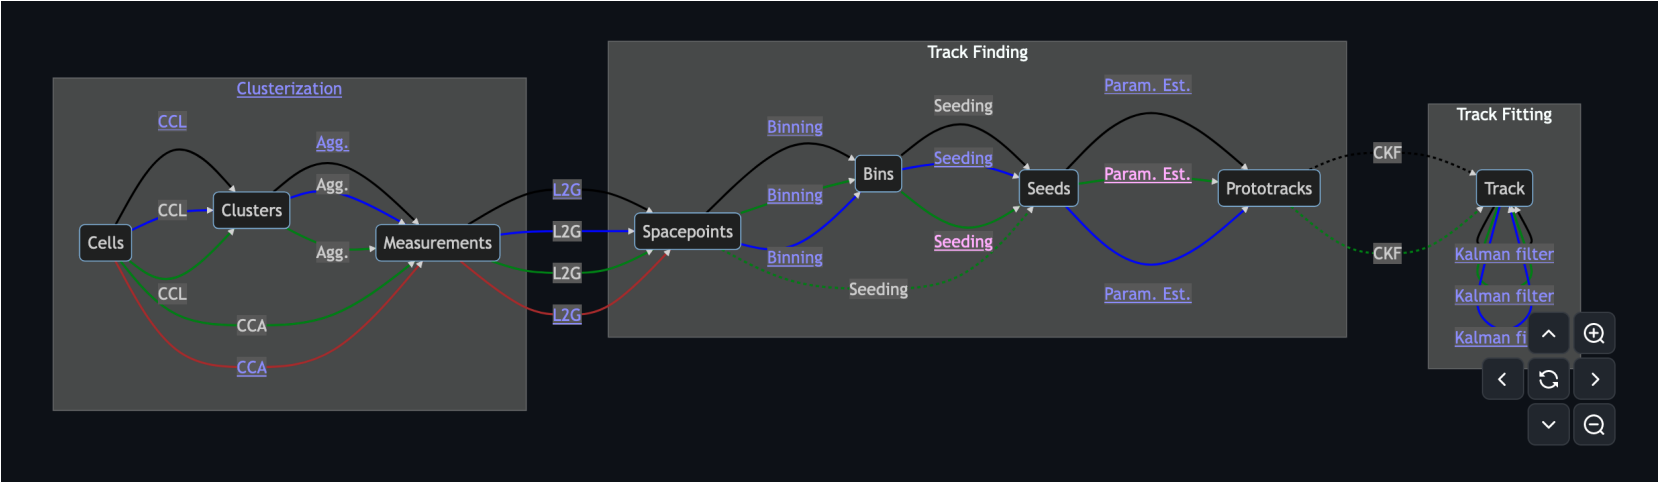 Clusterization
CCL
Agg.
Agg.
CCL
Clusters
Cells
Measurements
Agg.
CCL
CCA
CCA
L2G
L2G
L2G
L2G
Track Finding
Param. Est.
Seeding
Binning
Seeding
Bins
Param. Est.
Seeds
Prototracks
Binning
Spacepoints
Seeding
Binning
Seeding
Param. Est.
CKF
CKF
Track Fitting
Track
Kalman filter
Kalman filter
Kalman fi